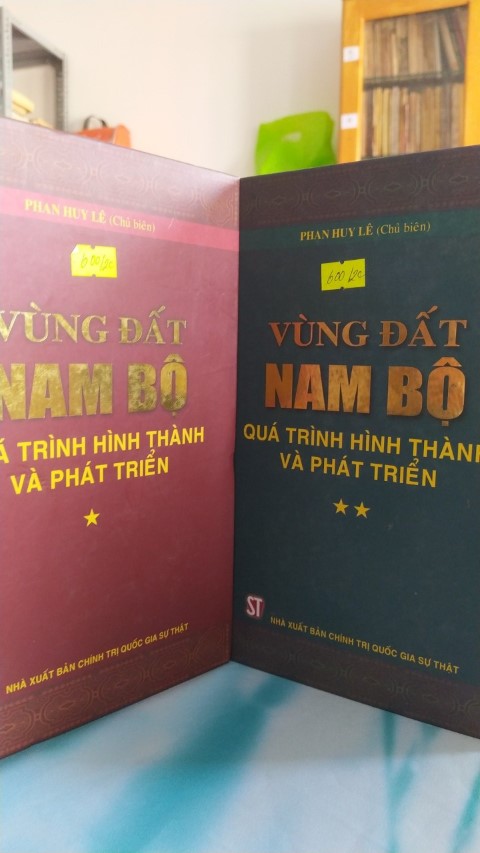 PHAN HUY LÊ (Chủ biên)
VÙNG ĐẤT
NAM BỘ
Á TRÌNH HÌNH THÀNH
VÀ PHÁT TRIỂN
NHÀ XUẤT BẢN CHÍNH TRỊ QUỐC GIA SỰ THẬT
PHAN HUY LÊ (Chủ biên)
VÙNG ĐẤT
NAM BỘ
QUÁ TRÌNH HÌNH THÀNH
VÀ PHÁT TRIỂN
ST
NHÀ XUẤT BẢN CHÍNH TRỊ QUỐC GIA SỰ THẬT